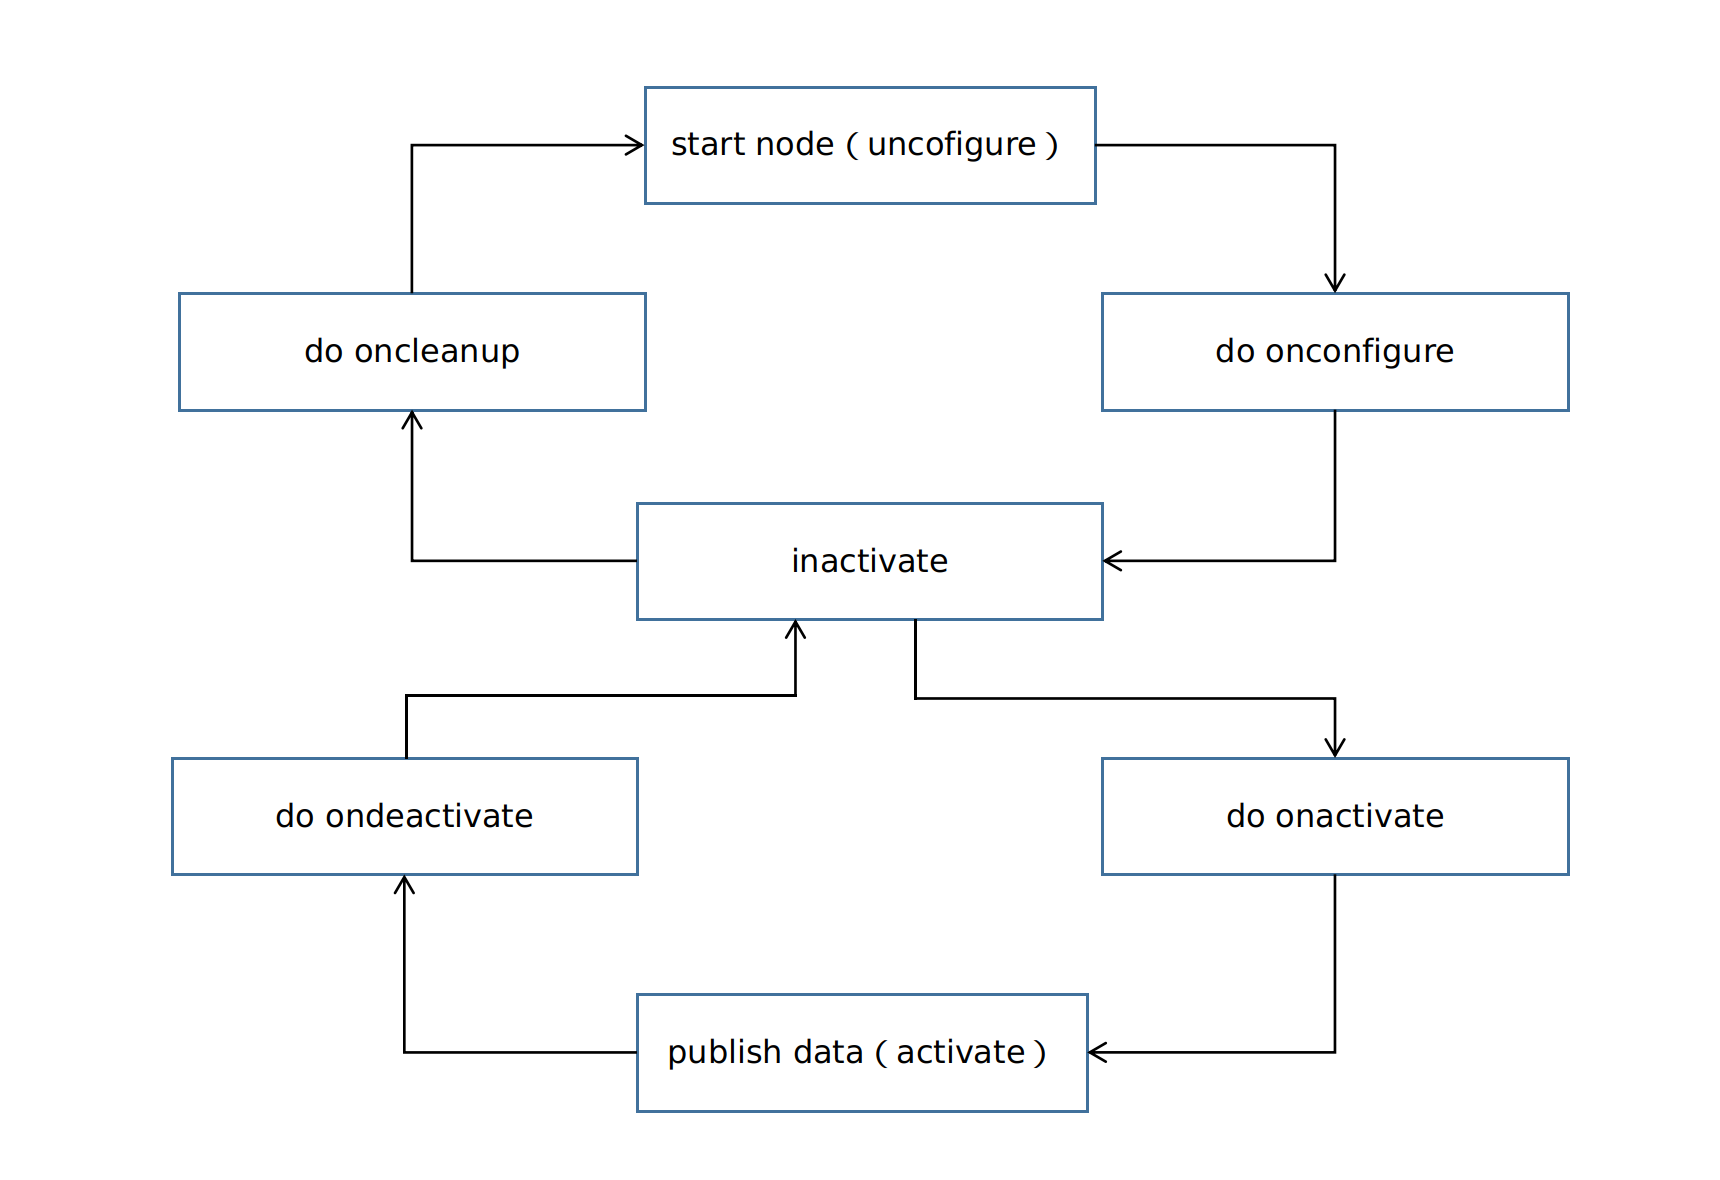 start node（uncofigure）
do oncleanup
do onconfigure
inactivate
do ondeactivate
do onactivate
publish data（activate）